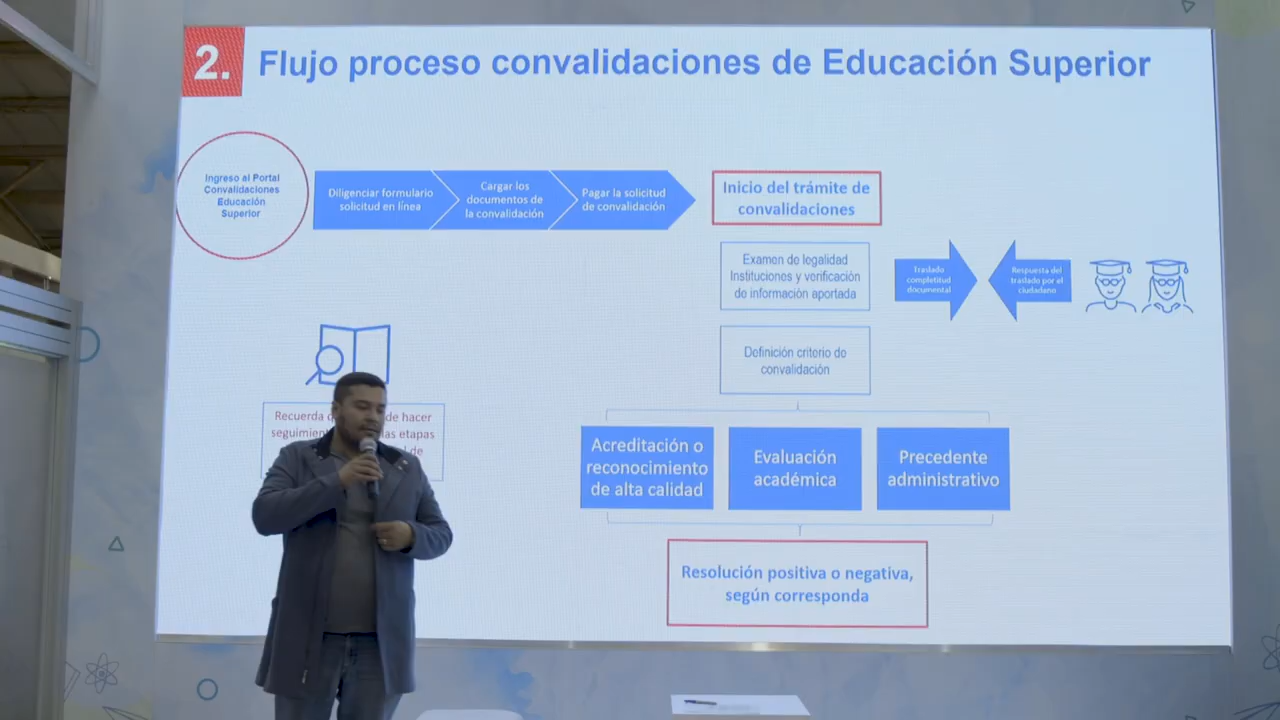 2.
Flujo proceso convalidaciones de Educación Superior
Ingreso al Portal
Convalidaciones
Educación
Superior
Diligenciar formulario
solicitud en línea
Cargar los
documentos de
la convalidación
Pagar la solicitud
de convalidación
Inicio del trámite de
convalidaciones
Examen de legalidad
Instituciones y verificación
de información aportada
Traslado
completitud
documental
Respuesta del
traslado por el
ciudadano
Definición criterio de
convalidación
Recuerda de hacer
seguimien las etapas
de
Acreditación o
reconocimiento
de alta calidad
Evaluación
académica
Precedente
administrativo
Resolución positiva o negativa,
según corresponda